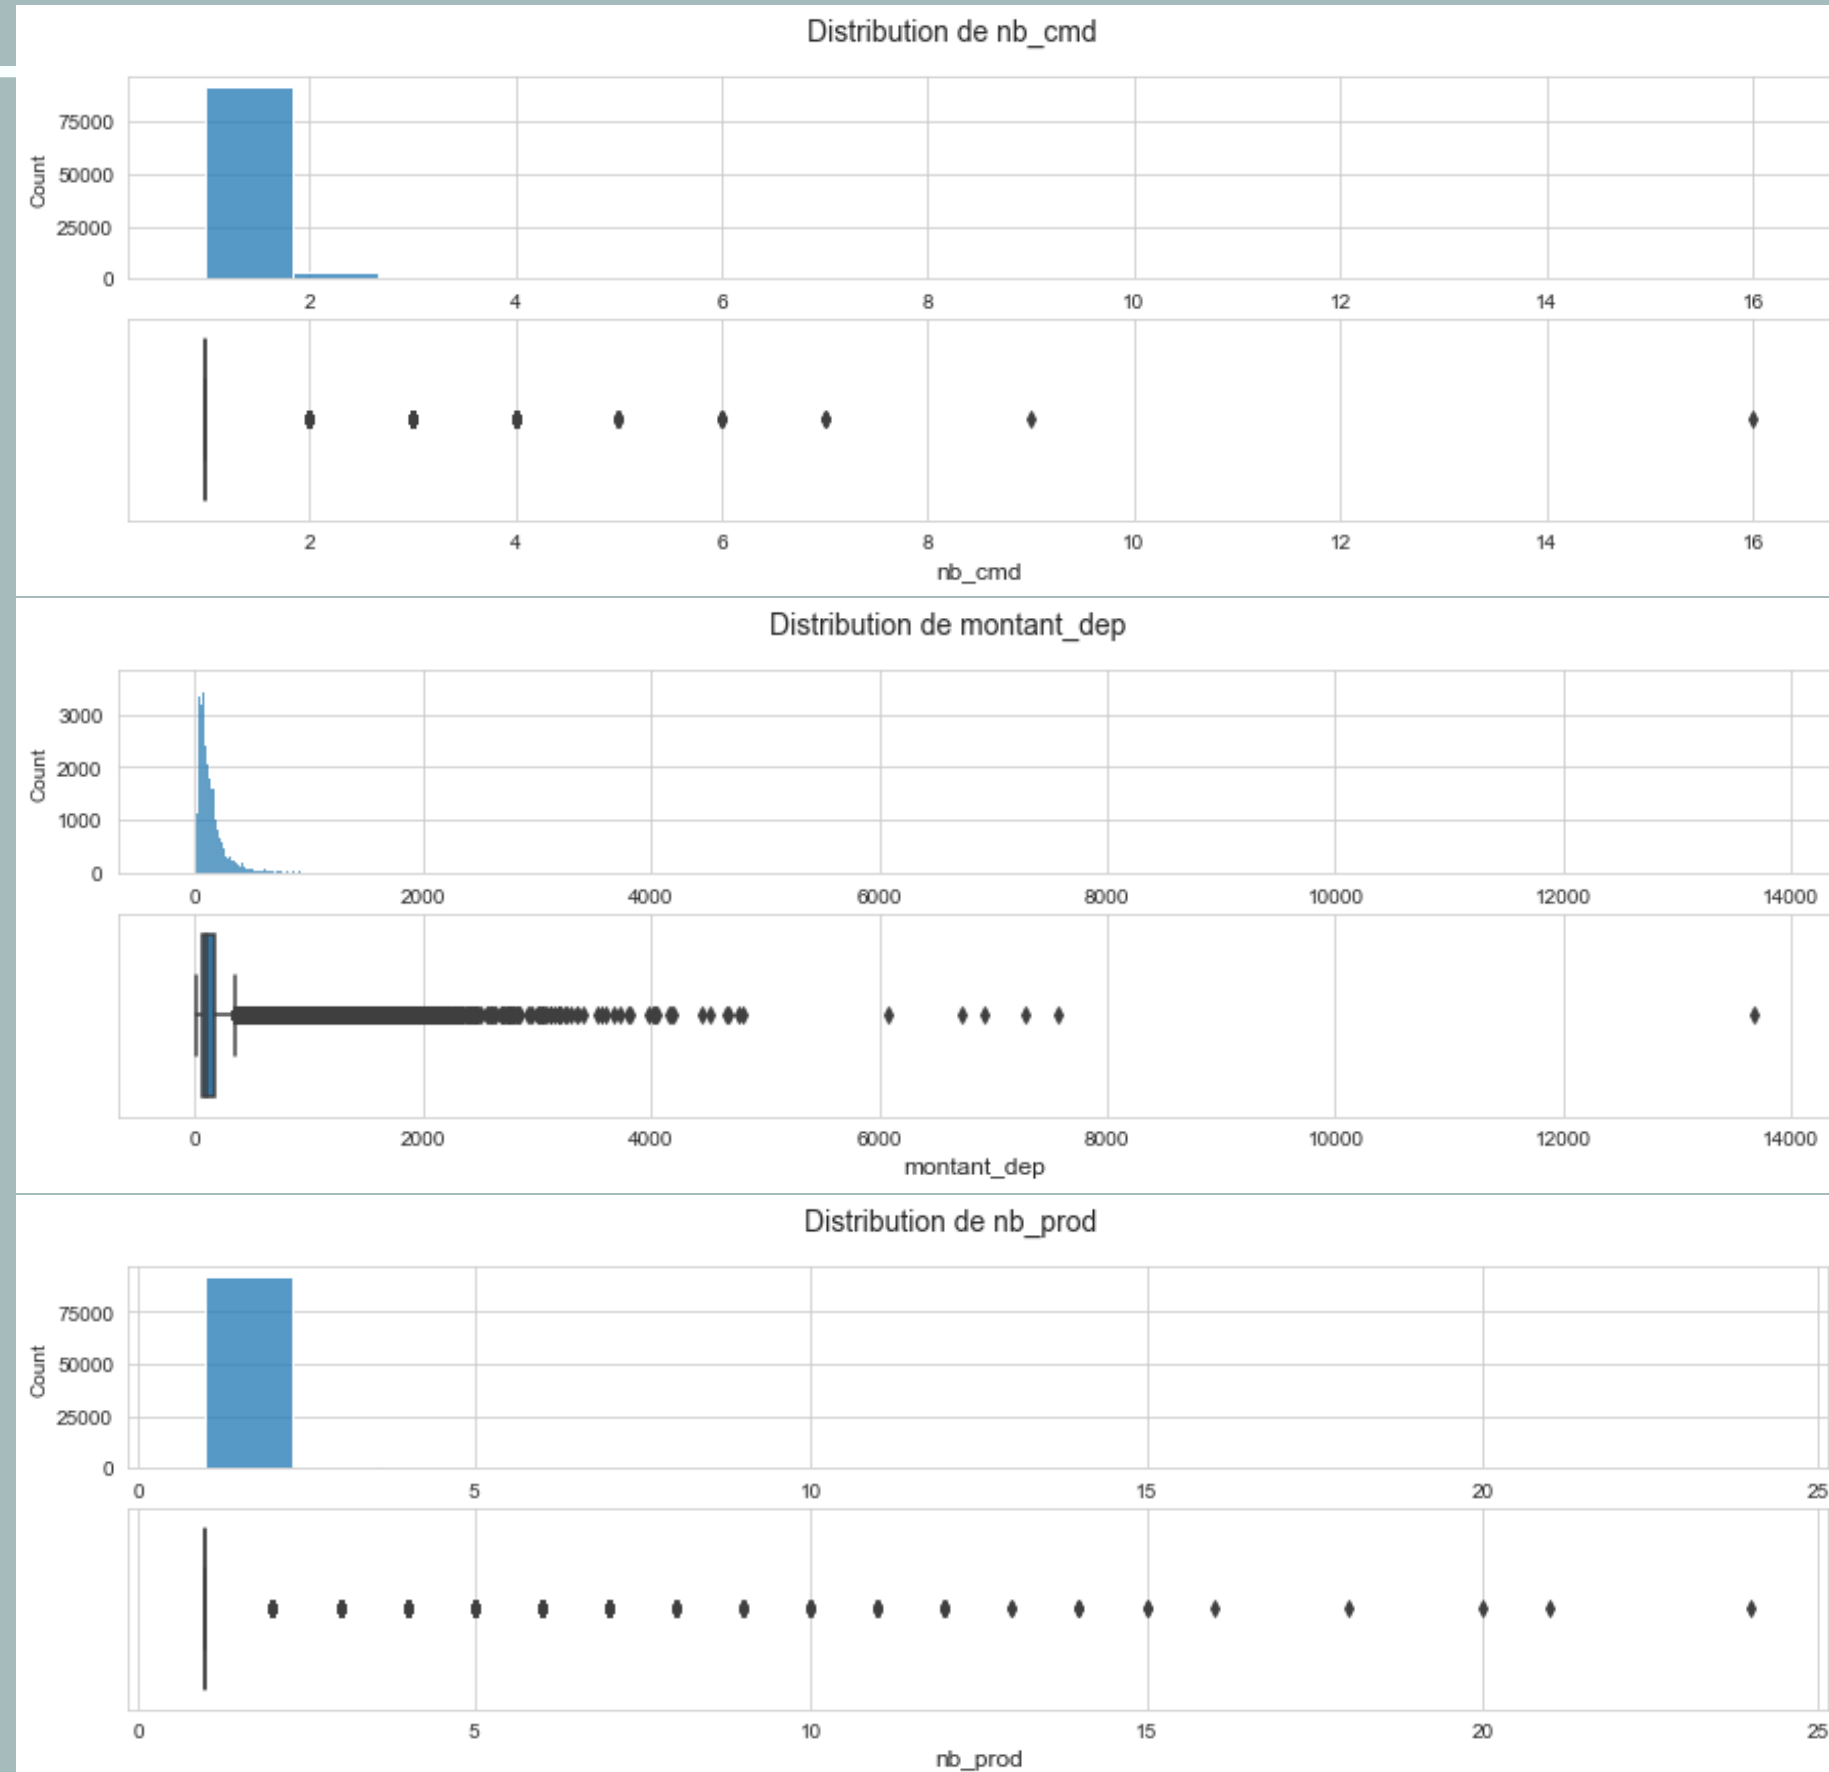 Distribution de nb_cmd
75000
50000
25000
0
Count
2 4 6 8 10 12 14 16
2 4 6 8 10 12 14 16
nb_cmd
Distribution de montant_dep
3000
2000
1000
0
Count
0 2000 4000 6000 8000 10000 12000 14000
0 2000 4000 6000 8000 10000 12000 14000
montant_dep
Distribution de nb_prod
75000
50000
25000
0
Count
0 5 10 15 20 25
0 5 10 15 20 25
nb_prod